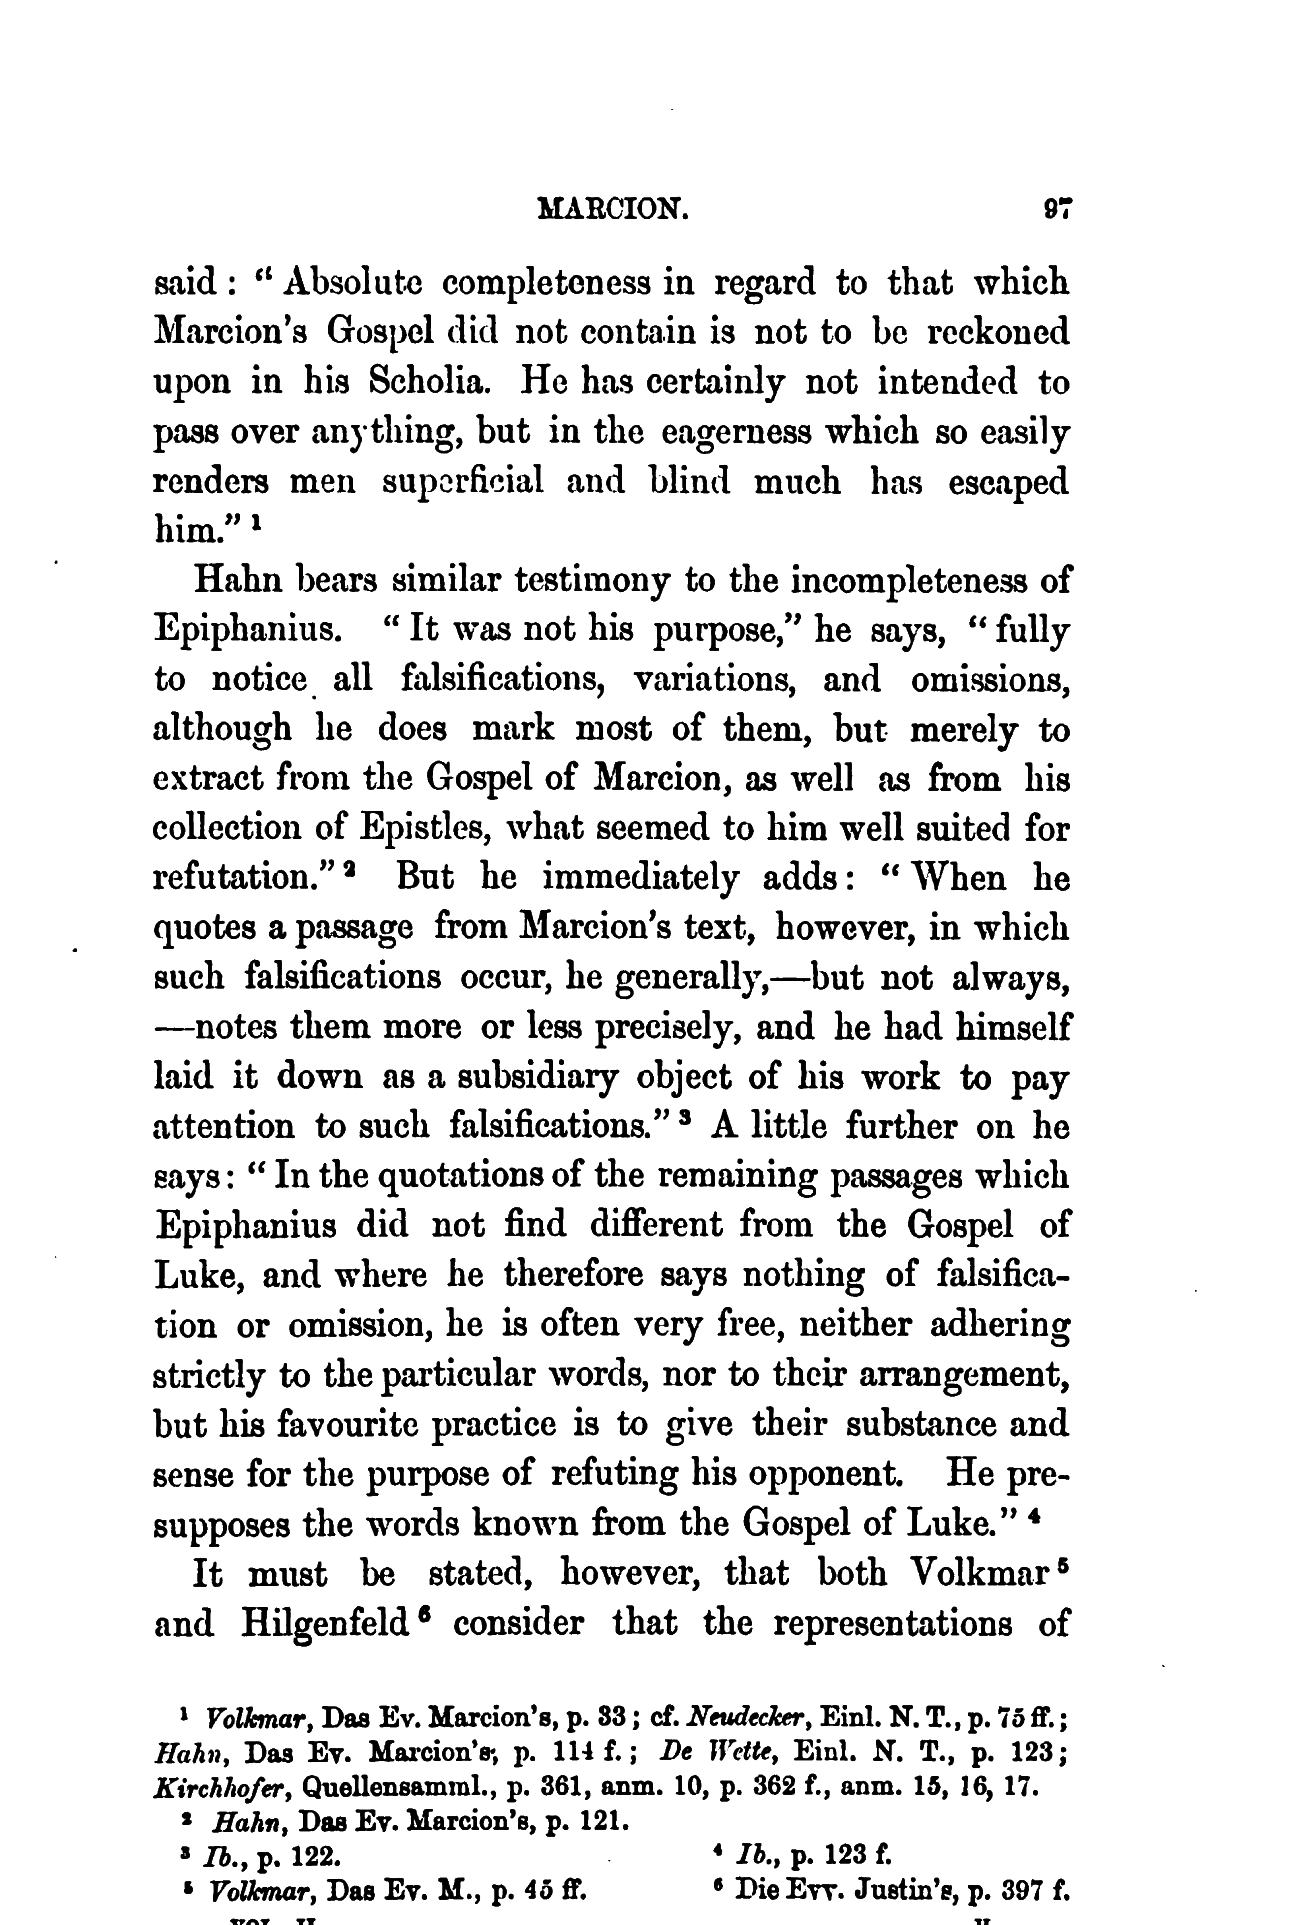 MARCION. 97
said : “ Absolute completeness in regard to that which
Marcion’s Gospel did not contain is not to be reckoned
upon in his Scholia. He has certainly not intended to
pass over anything, but in the eagerness which so easily
renders men superficial and blind much has escaped
him.” ¹
Hahn bears similar testimony to the incompleteness of
Epiphanius. “ It was not his purpose,” he says, “ fully
to notice all falsifications, variations, and omissions,
although he does mark most of them, but merely to
extract from the Gospel of Marcion, as well as from his
collection of Epistles, what seemed to him well suited for
refutation.” ² But he immediately adds : “ When he
quotes a passage from Marcion’s text, however, in which
such falsifications occur, he generally,—but not always,
—notes them more or less precisely, and he had himself
laid it down as a subsidiary object of his work to pay
attention to such falsifications.” ³ A little further on he
says : “ In the quotations of the remaining passages which
Epiphanius did not find different from the Gospel of
Luke, and where he therefore says nothing of falsifica-
tion or omission, he is often very free, neither adhering
strictly to the particular words, nor to their arrangement,
but his favourite practice is to give their substance and
sense for the purpose of refuting his opponent. He pre-
supposes the words known from the Gospel of Luke.” ⁴
It must be stated, however, that both Volkmar ⁵
and Hilgenfeld ⁶ consider that the representations of
¹ Volkmar, Das Ev. Marcion’s, p. 33 ; cf. Neudecker, Einl. N. T., p. 75 ff. ;
Hahn, Das Ev. Marcion’s, p. 114 f. ; De Wette, Einl. N. T., p. 123 ;
Kirchhofer, Quellensamml., p. 361, anm. 10, p. 362 f., anm. 15, 16, 17.
² Hahn, Das Ev. Marcion’s, p. 121.
³ Ib., p. 122. ⁴ Ib., p. 123 f.
⁵ Volkmar, Das Ev. M., p. 45 ff. ⁶ Die Evv. Justin’s, p. 397 f.